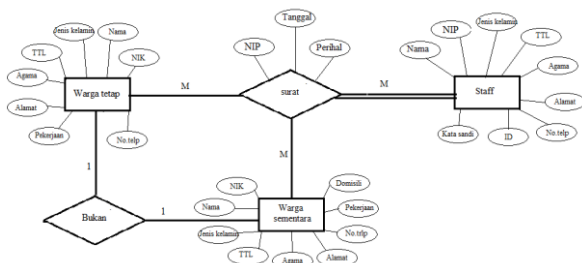 Tanggal
Jenis kelamin
Nama
NIP
Perihal
TTL
NIK
Agama
Warga tetap
M
surat
M
Alamat
Pekerjaan
No.telp
Jenis kelamin
NIP
TTL
Nama
Agama
Staff
Alamat
Kata sandi
ID
No.telp
1
M
Bukan
1
NIK
Domisili
Nama
Warga
sementara
Pekerjaan
Jenis kelamin
No.telp
TTL
Agama
Alamat